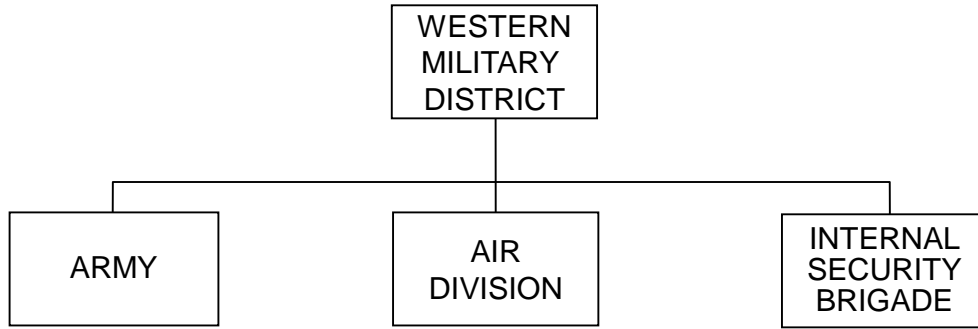 WESTERN
MILITARY
DISTRICT
ARMY
AIR
DIVISION
INTERNAL
SECURITY
BRIGADE